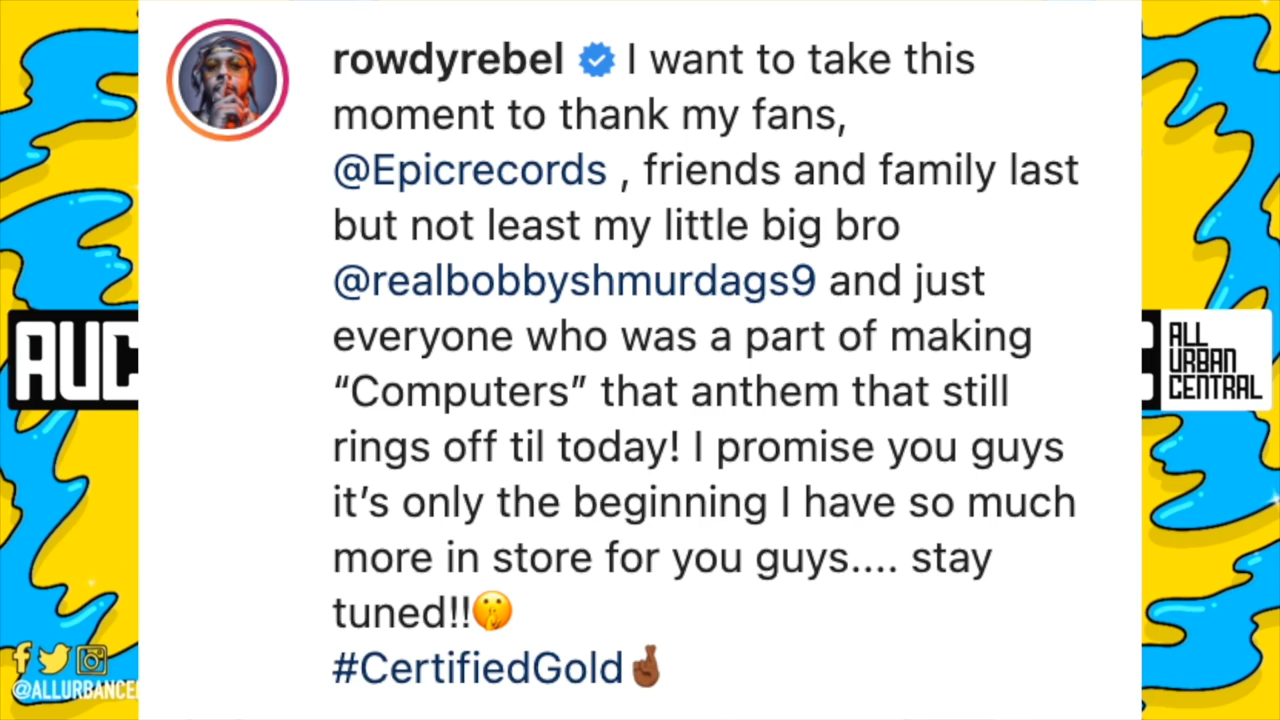 rowdyrebel I want to take this
moment to thank my fans,
@Epicrecords , friends and family last
but not least my little big bro
@realbobbyshmurdags9 and just
everyone who was a part of making
“Computers” that anthem that still
rings off til today! I promise you guys
it’s only the beginning I have so much
more in store for you guys.... stay
tuned!!🤫
#CertifiedGold🤞🏾
AUC
ALL
URBAN
CENTRAL
@ALLURBANCE